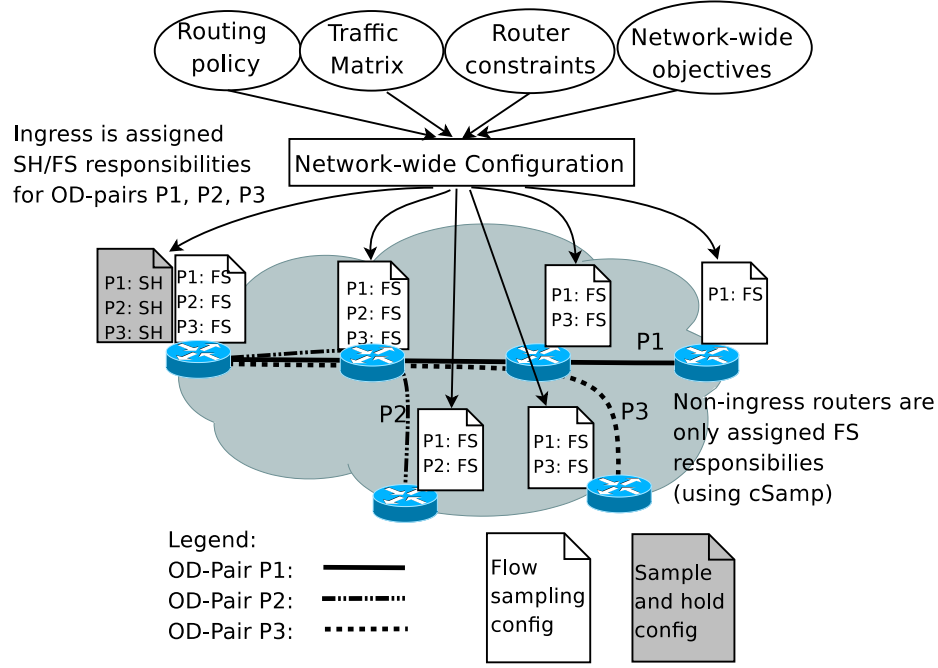 Routing
policy
Traffic
Matrix
Router
constraints
Network-wide
objectives
Ingress is assigned
SH/FS responsibilities
for OD-pairs P1, P2, P3
Network-wide Configuration
P1: SH
P2: SH
P3: SH
P1: FS
P2: FS
P3: FS
P1: FS
P2: FS
P3: FS
P1: FS
P3: FS
P1: FS
P1
P2
P3
P1: FS
P2: FS
P1: FS
P3: FS
Non-ingress routers are
only assigned FS
responsibilies
(using cSamp)
Legend:
OD-Pair P1:
OD-Pair P2:
OD-Pair P3:
Flow
sampling
config
Sample
and hold
config